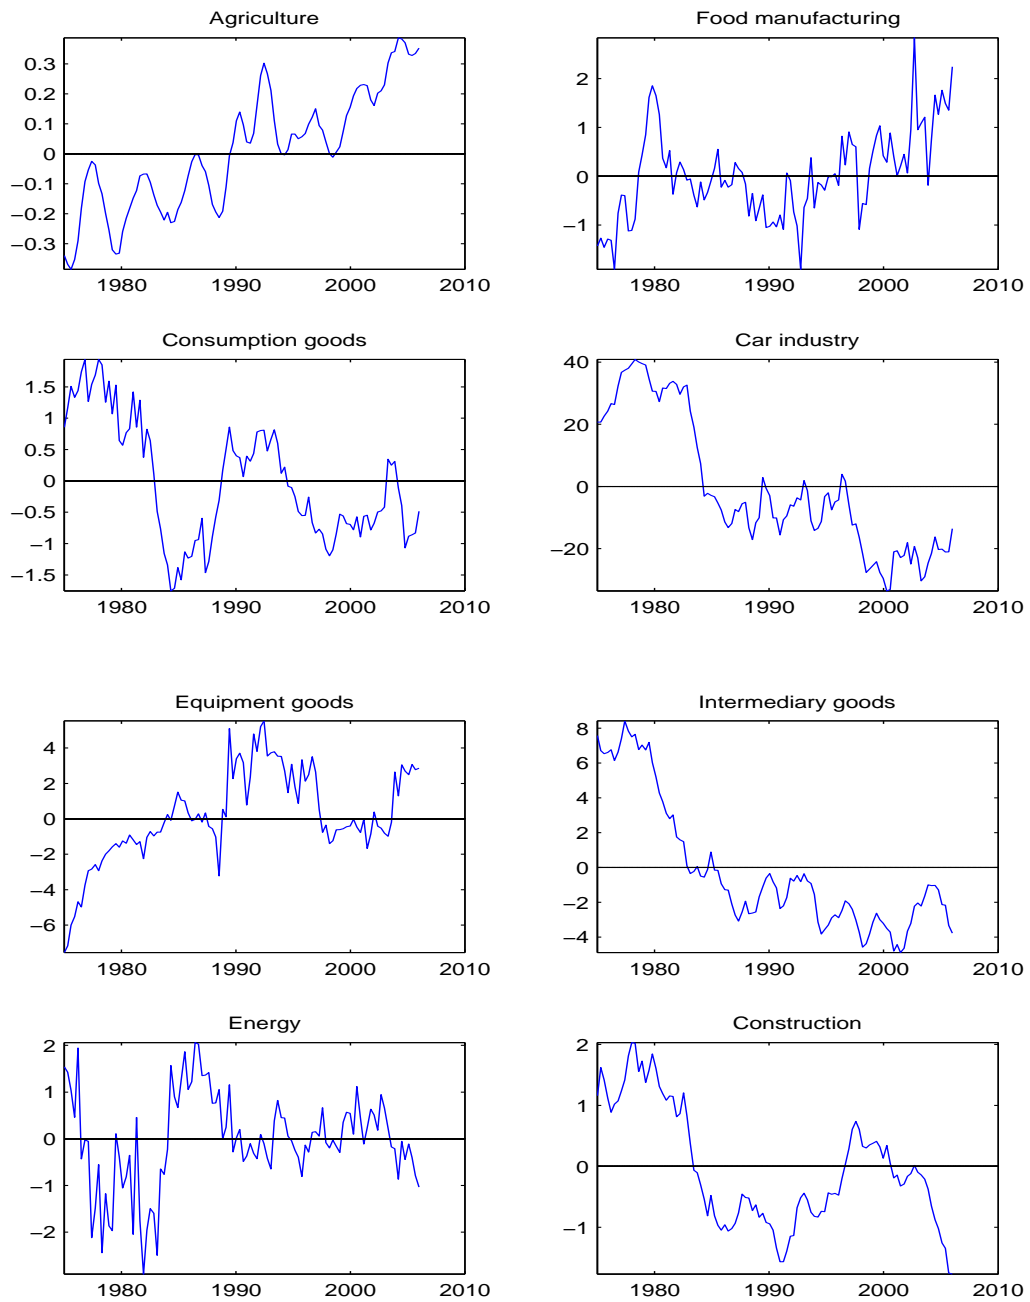 Agriculture
0.3
0.2
0.1
0
−0.1
−0.2
−0.3
1980 1990 2000 2010
Food manufacturing
2
1
0
−1
1980 1990 2000 2010
Consumption goods
1.5
1
0.5
0
−0.5
−1
−1.5
1980 1990 2000 2010
Car industry
40
20
0
−20
1980 1990 2000 2010
Equipment goods
4
2
0
−2
−4
−6
1980 1990 2000 2010
Intermediary goods
8
6
4
2
0
−2
−4
1980 1990 2000 2010
Energy
2
1
0
−1
−2
1980 1990 2000 2010
Construction
2
1
0
−1
1980 1990 2000 2010